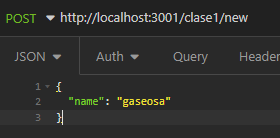 POST http://localhost:3001/clase1/new
JSON Auth Query Header
1 {
2 "name": "gaseosa"
3 }